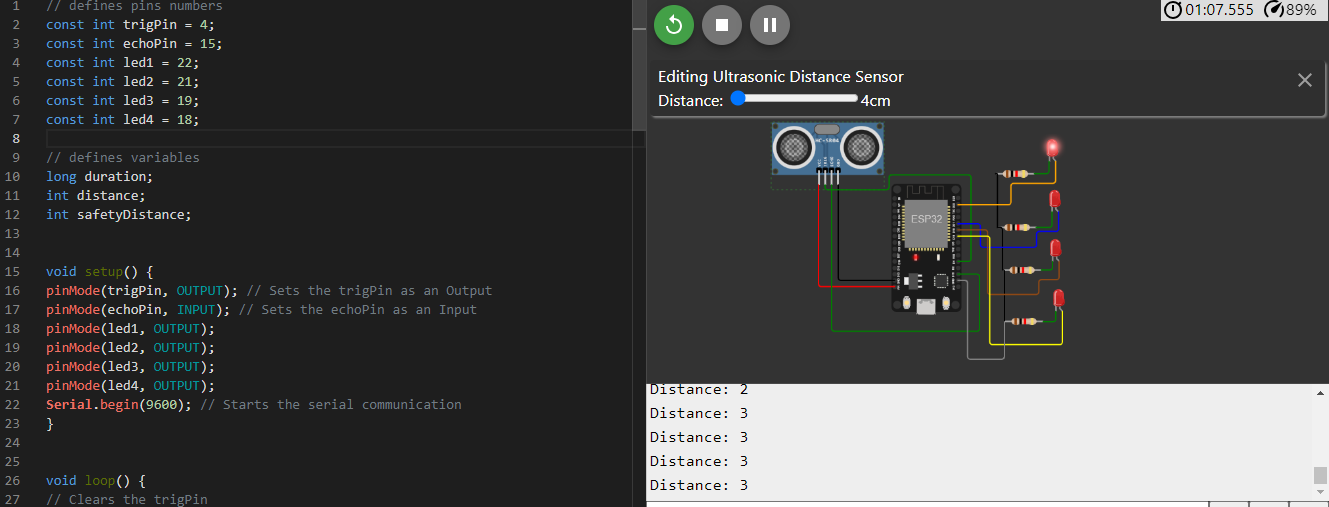 1 // defines pins numbers
2 const int trigPin = 4;
3 const int echoPin = 15;
4 const int led1 = 22;
5 const int led2 = 21;
6 const int led3 = 19;
7 const int led4 = 18;
8
9 // defines variables
10 long duration;
11 int distance;
12 int safetyDistance;
13
14
15 void setup() {
16 pinMode(trigPin, OUTPUT); // Sets the trigPin as an Output
17 pinMode(echoPin, INPUT); // Sets the echoPin as an Input
18 pinMode(led1, OUTPUT);
19 pinMode(led2, OUTPUT);
20 pinMode(led3, OUTPUT);
21 pinMode(led4, OUTPUT);
22 Serial.begin(9600); // Starts the serial communication
23 }
24
25
26 void loop() {
27 // Clears the trigPin
01:07.555 89%
Editing Ultrasonic Distance Sensor
Distance: 4cm
HC-SR04
ESP32
Distance: 2
Distance: 3
Distance: 3
Distance: 3
Distance: 3